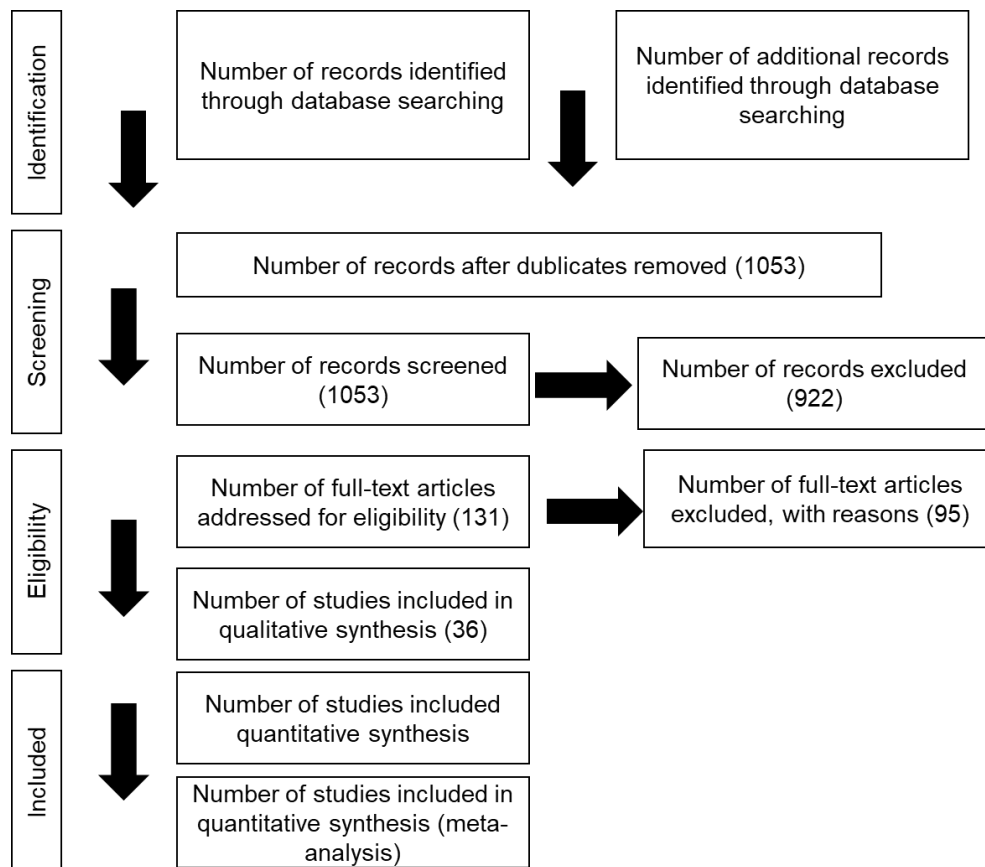 Identification
Number of records identified
through database searching
Number of additional records
identified through database
searching
Screening
Number of records after dublicates removed (1053)
Number of records screened
(1053)
Number of records excluded
(922)
Eligibility
Number of full-text articles
addressed for eligibility (131)
Number of full-text articles
excluded, with reasons (95)
Number of studies included in
qualitative synthesis (36)
Included
Number of studies included
quantitative synthesis
Number of studies included in
quantitative synthesis (meta-
analysis)